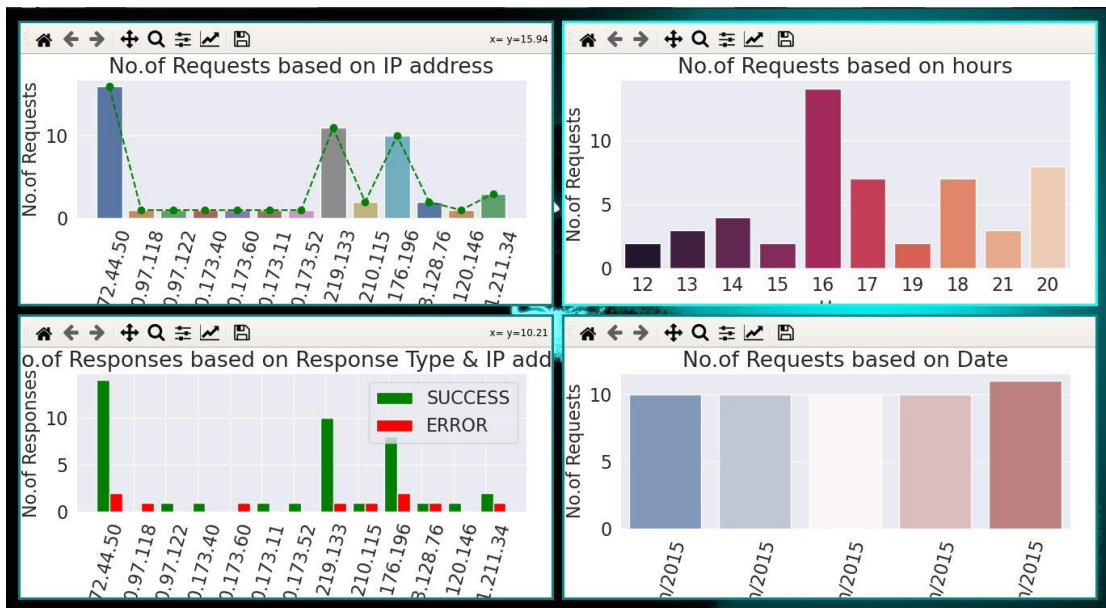 x= y=15.94
No.of Requests based on IP address
No.of Requests
10
0
72.44.50
0.97.118
0.97.122
0.173.40
0.173.60
0.173.11
0.173.52
219.133
210.115
176.196
3.128.76
120.146
1.211.34
No.of Requests based on hours
No.of Requests
10
5
0
12 13 14 15 16 17 19 18 21 20
x= y=10.21
o.of Responses based on Response Type & IP add
No.of Responses
10
5
0
SUCCESS
ERROR
72.44.50
0.97.118
0.97.122
0.173.40
0.173.60
0.173.11
0.173.52
219.133
210.115
176.196
3.128.76
120.146
1.211.34
No.of Requests based on Date
No.of Requests
10
5
0
n/2015
n/2015
n/2015
n/2015
n/2015